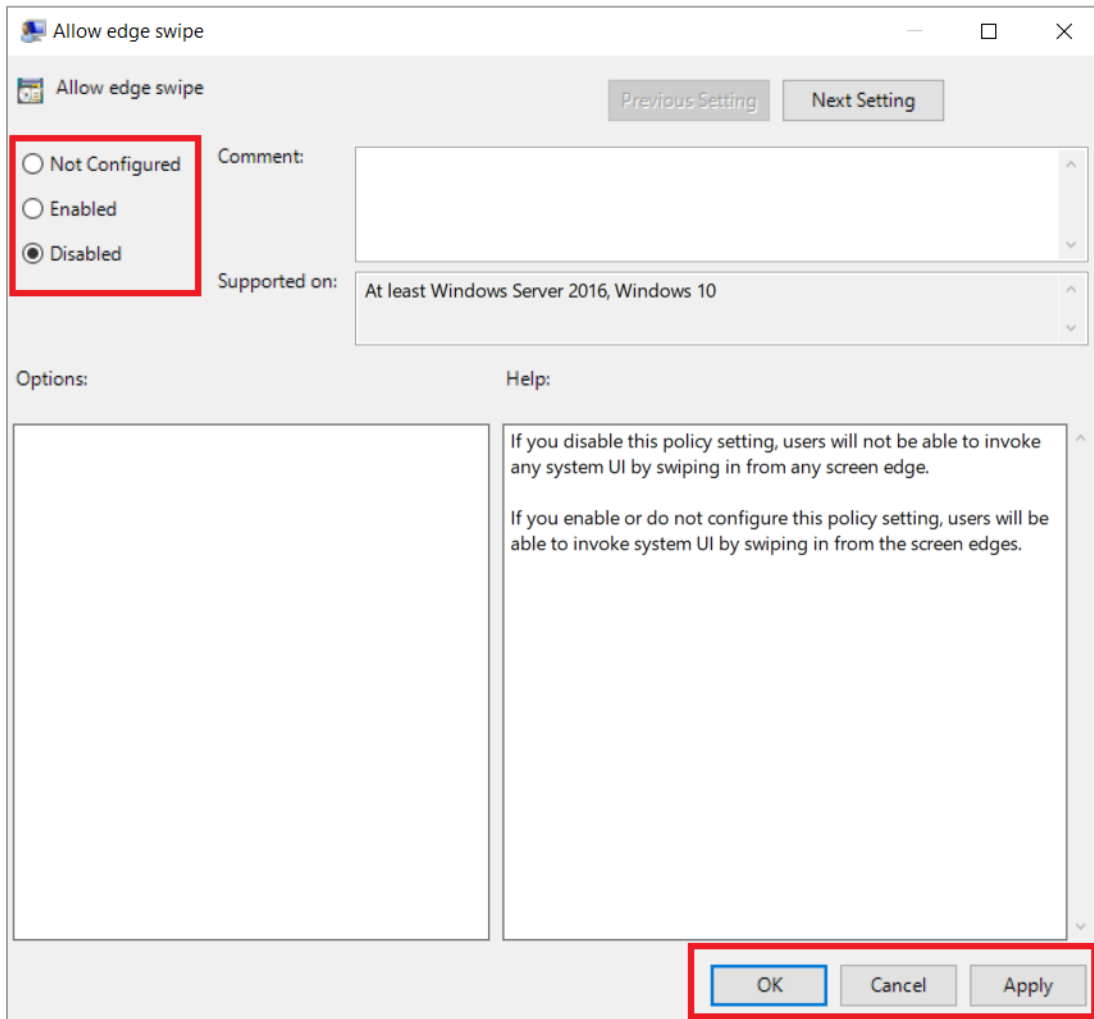 Allow edge swipe
Allow edge swipe
Previous Setting
Next Setting
Not Configured
Enabled
Disabled
Comment:
Supported on:
At least Windows Server 2016, Windows 10
Options:
Help:
If you disable this policy setting, users will not be able to invoke
any system UI by swiping in from any screen edge.
If you enable or do not configure this policy setting, users will be
able to invoke system UI by swiping in from the screen edges.
OK
Cancel
Apply